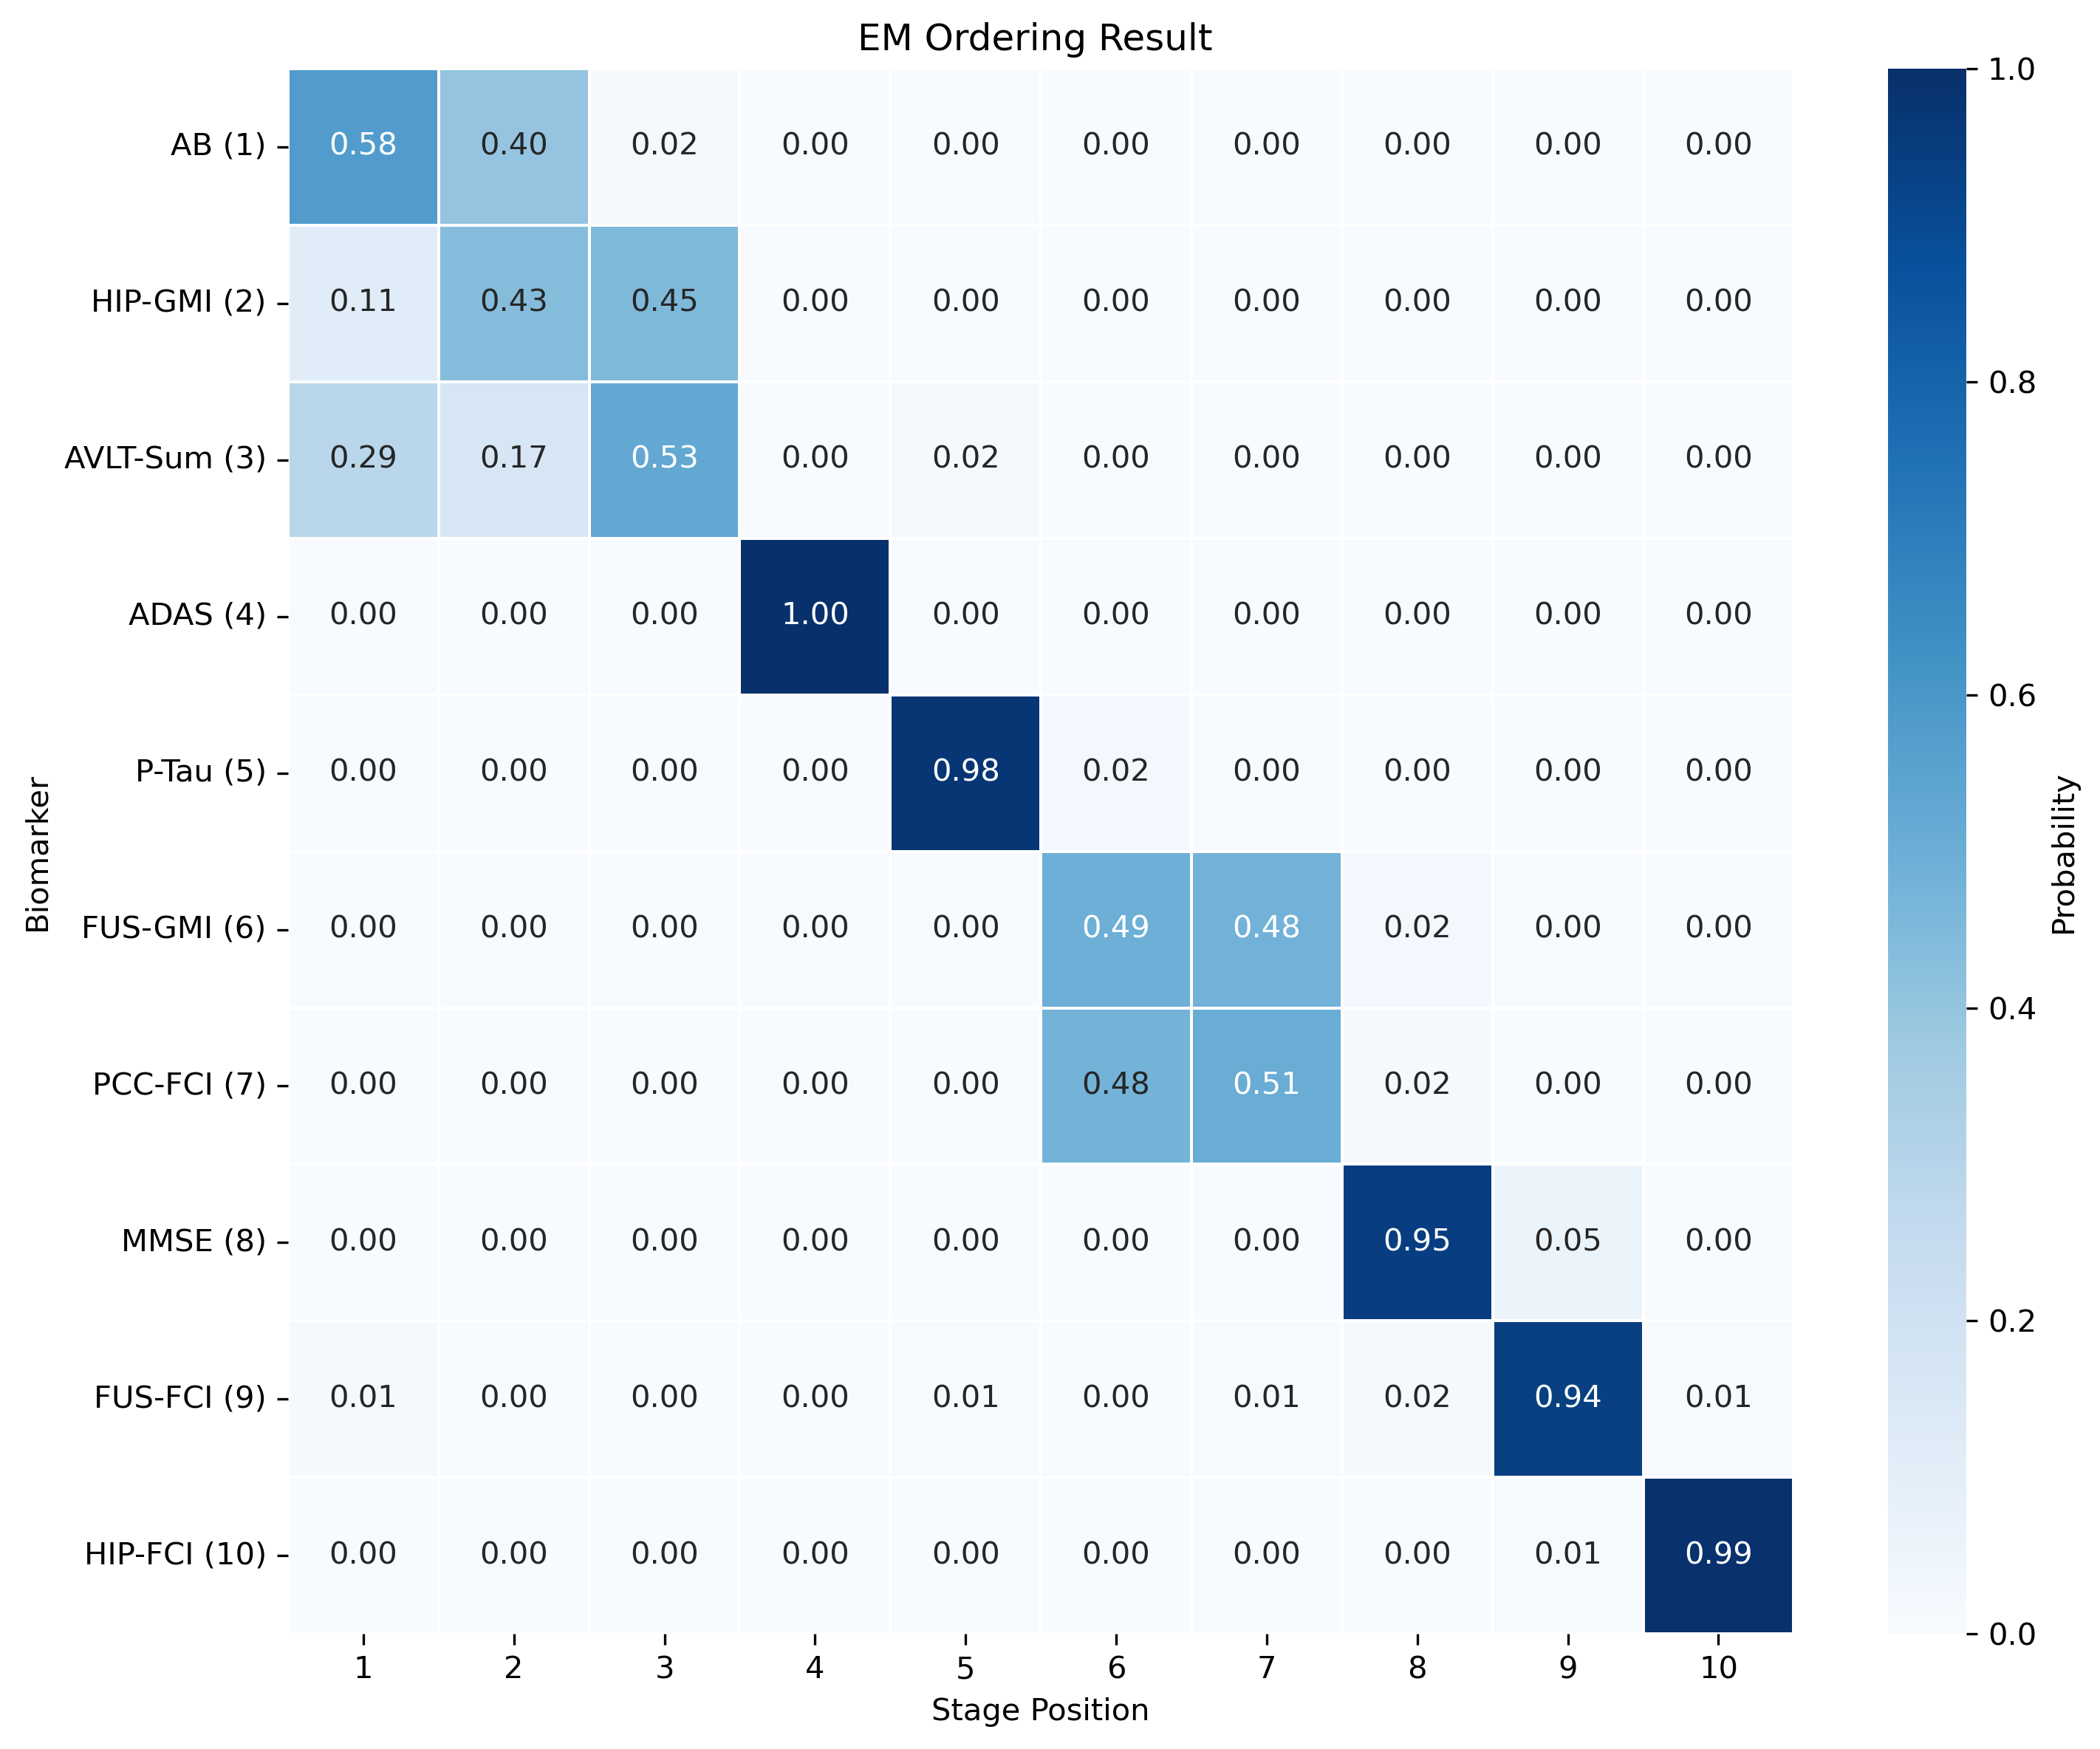 EM Ordering Result
Biomarker
AB (1) 0.58 0.40 0.02 0.00 0.00 0.00 0.00 0.00 0.00 0.00
HIP-GMI (2) 0.11 0.43 0.45 0.00 0.00 0.00 0.00 0.00 0.00 0.00
AVLT-Sum (3) 0.29 0.17 0.53 0.00 0.02 0.00 0.00 0.00 0.00 0.00
ADAS (4) 0.00 0.00 0.00 1.00 0.00 0.00 0.00 0.00 0.00 0.00
P-Tau (5) 0.00 0.00 0.00 0.00 0.98 0.02 0.00 0.00 0.00 0.00
FUS-GMI (6) 0.00 0.00 0.00 0.00 0.00 0.49 0.48 0.02 0.00 0.00
PCC-FCI (7) 0.00 0.00 0.00 0.00 0.00 0.48 0.51 0.02 0.00 0.00
MMSE (8) 0.00 0.00 0.00 0.00 0.00 0.00 0.00 0.95 0.05 0.00
FUS-FCI (9) 0.01 0.00 0.00 0.00 0.01 0.00 0.01 0.02 0.94 0.01
HIP-FCI (10) 0.00 0.00 0.00 0.00 0.00 0.00 0.00 0.00 0.01 0.99
1 2 3 4 5 6 7 8 9 10
Stage Position
1.0
0.8
0.6
0.4
0.2
0.0
Probability